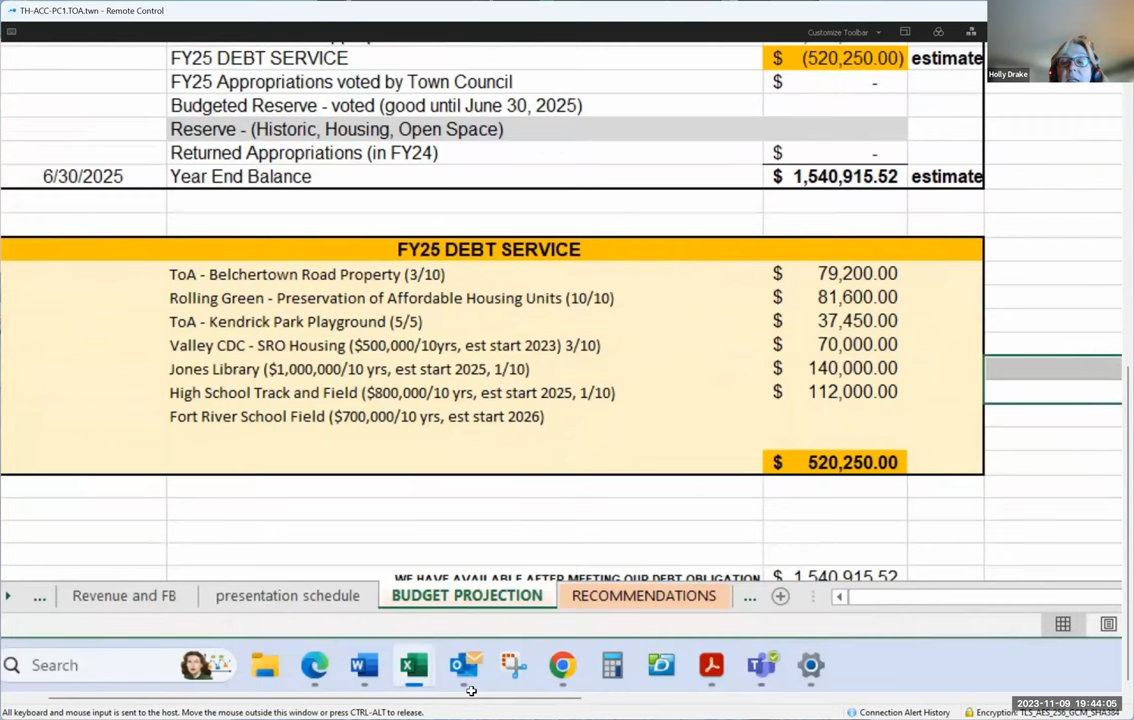 TH-ACC-PC1.TOA.twn - Remote Control
Customize Toolbar
Holly Drake
FY25 DEBT SERVICE $ (520,250.00) estimate
FY25 Appropriations voted by Town Council $ -
Budgeted Reserve - voted (good until June 30, 2025)
Reserve - (Historic, Housing, Open Space)
Returned Appropriations (in FY24) $ -
6/30/2025 Year End Balance $ 1,540,915.52 estimate
FY25 DEBT SERVICE
ToA - Belchertown Road Property (3/10) $ 79,200.00
Rolling Green - Preservation of Affordable Housing Units (10/10) $ 81,600.00
ToA - Kendrick Park Playground (5/5) $ 37,450.00
Valley CDC - SRO Housing ($500,000/10yrs, est start 2023) 3/10) $ 70,000.00
Jones Library ($1,000,000/10 yrs, est start 2025, 1/10) $ 140,000.00
High School Track and Field ($800,000/10 yrs, est start 2025, 1/10) $ 112,000.00
Fort River School Field ($700,000/10 yrs, est start 2026)
$ 520,250.00
WE HAVE AVAILABLE AFTER MEETING OUR DEBT OBLIGATION $ 1,540,915.52
... Revenue and FB presentation schedule BUDGET PROJECTION RECOMMENDATIONS ...
Search
2023-11-09 19:44:05
All keyboard and mouse input is sent to the host. Move the mouse outside this window or press CTRL-ALT to release. Connection Alert History Encryption: TLS_AES_256_GCM_SHA384